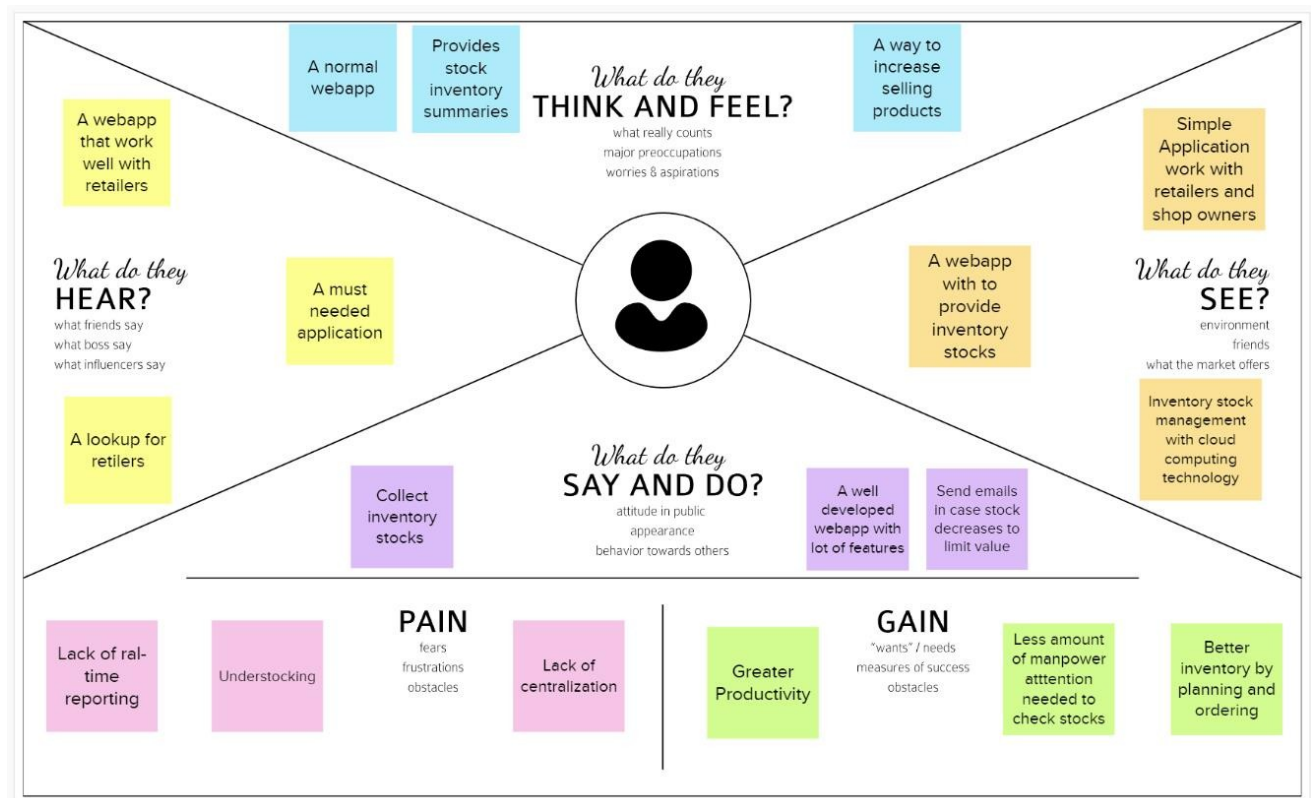 A normal
webapp
Provides
stock
inventory
summaries
What do they
THINK AND FEEL?
what really counts
major preoccupations
worries & aspirations
A way to
increase
selling
products
A webapp
that work
well with
retailers
What do they
HEAR?
what friends say
what boss say
what influencers say
A must
needed
application
A lookup for
retilers
Simple
Application
work with
retailers and
shop owners
A webapp
with to
provide
inventory
stocks
What do they
SEE?
environment
friends
what the market offers
Inventory stock
management
with cloud
computing
technology
Collect
inventory
stocks
What do they
SAY AND DO?
attitude in public
appearance
behavior towards others
A well
developed
webapp with
lot of features
Send emails
in case stock
decreases to
limit value
Lack of ral-
time
reporting
Understocking
PAIN
fears
frustrations
obstacles
Lack of
centralization
Greater
Productivity
GAIN
"wants" / needs
measures of success
obstacles
Less amount
of manpower
atttention
needed to
check stocks
Better
inventory by
planning and
ordering